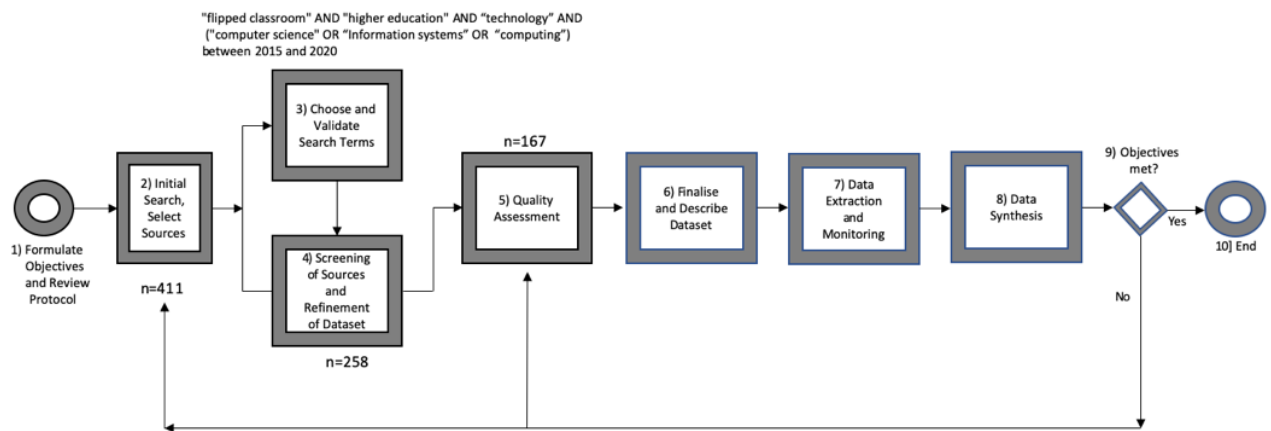 "flipped classroom" AND "higher education" AND “technology” AND
("computer science" OR “Information systems” OR “computing”)
between 2015 and 2020
1) Formulate
Objectives
and Review
Protocol
2) Initial
Search,
Select
Sources
n=411
3) Choose and
Validate
Search Terms
4) Screening
of Sources
and
Refinement
of Dataset
n=258
n=167
5) Quality
Assessment
6) Finalise
and Describe
Dataset
7) Data
Extraction
and
Monitoring
8) Data
Synthesis
9) Objectives
met?
Yes
No
10] End